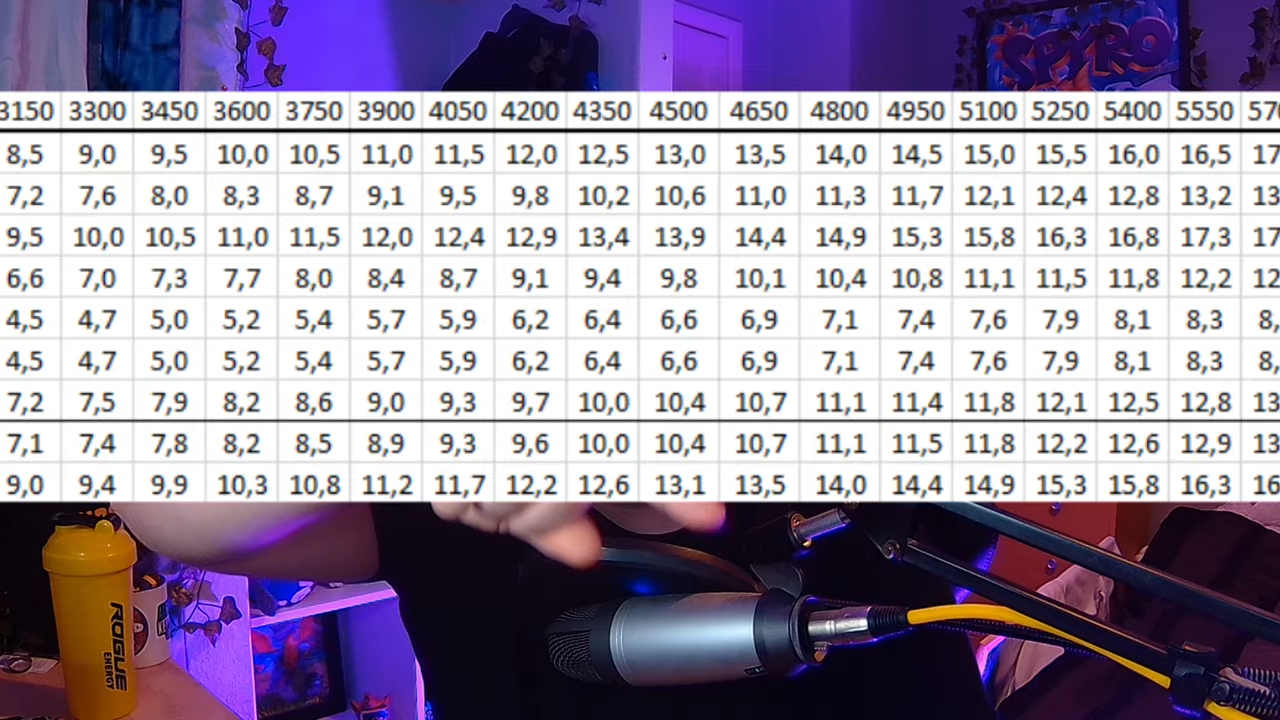 SPYRO
3150 3300 3450 3600 3750 3900 4050 4200 4350 4500 4650 4800 4950 5100 5250 5400 5550 570
8,5 9,0 9,5 10,0 10,5 11,0 11,5 12,0 12,5 13,0 13,5 14,0 14,5 15,0 15,5 16,0 16,5 17
7,2 7,6 8,0 8,3 8,7 9,1 9,5 9,8 10,2 10,6 11,0 11,3 11,7 12,1 12,4 12,8 13,2 13
9,5 10,0 10,5 11,0 11,5 12,0 12,4 12,9 13,4 13,9 14,4 14,9 15,3 15,8 16,3 16,8 17,3 17
6,6 7,0 7,3 7,7 8,0 8,4 8,7 9,1 9,4 9,8 10,1 10,4 10,8 11,1 11,5 11,8 12,2 12
4,5 4,7 5,0 5,2 5,4 5,7 5,9 6,2 6,4 6,6 6,9 7,1 7,4 7,6 7,9 8,1 8,3 8,
4,5 4,7 5,0 5,2 5,4 5,7 5,9 6,2 6,4 6,6 6,9 7,1 7,4 7,6 7,9 8,1 8,3 8,
7,2 7,5 7,9 8,2 8,6 9,0 9,3 9,7 10,0 10,4 10,7 11,1 11,4 11,8 12,1 12,5 12,8 13
7,1 7,4 7,8 8,2 8,5 8,9 9,3 9,6 10,0 10,4 10,7 11,1 11,5 11,8 12,2 12,6 12,9 13
9,0 9,4 9,9 10,3 10,8 11,2 11,7 12,2 12,6 13,1 13,5 14,0 14,4 14,9 15,3 15,8 16,3 16
ROGUE
ENERGY